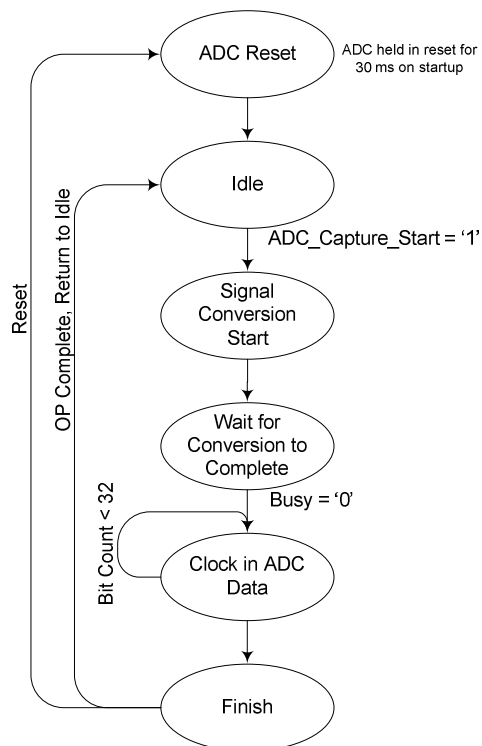 ADC Reset
ADC held in reset for
30 ms on startup
Idle
ADC_Capture_Start = ‘1’
Signal
Conversion
Start
Wait for
Conversion to
Complete
Busy = ‘0’
Bit Count < 32
Clock in ADC
Data
Finish
Reset
OP Complete, Return to Idle